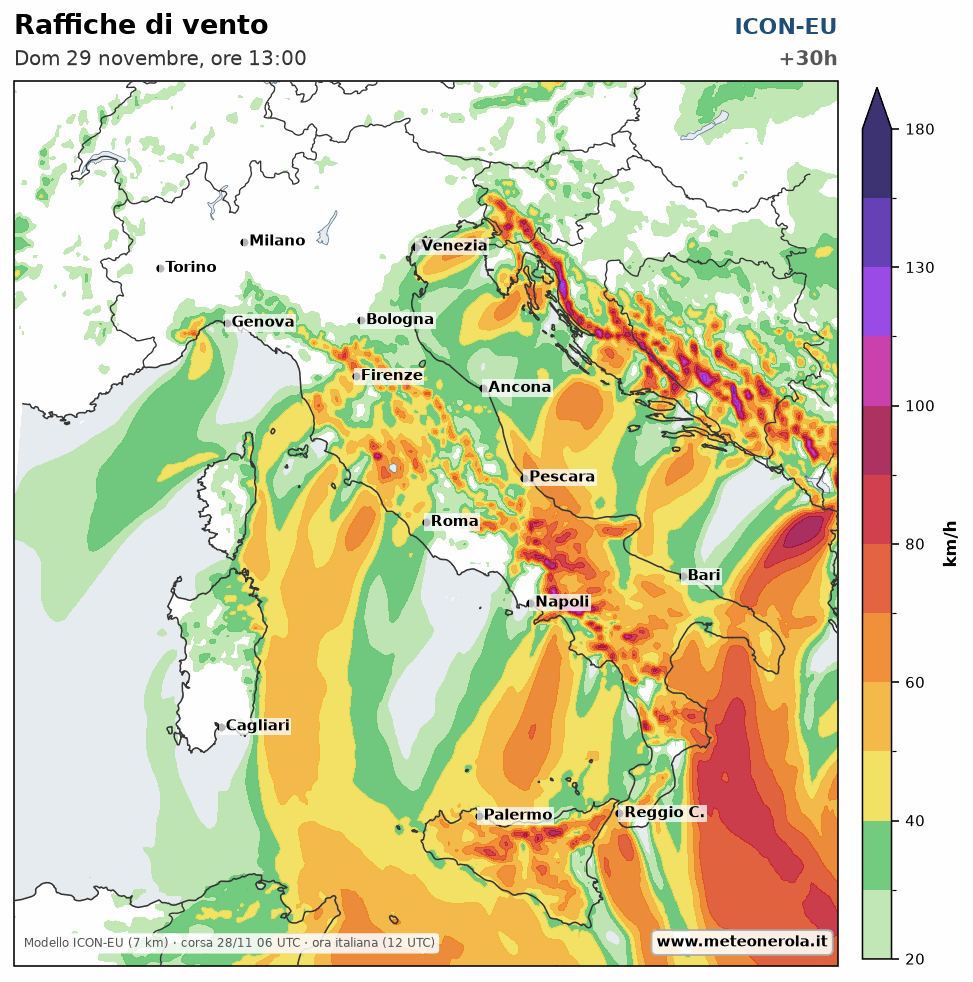 Raffiche di vento
ICON-EU
Dom 29 novembre, ore 13:00
+30h
180
130
100
80
60
40
20
km/h
Milano
Torino
Venezia
Genova
Bologna
Firenze
Ancona
Pescara
Roma
Bari
Napoli
Cagliari
Palermo
Reggio C.
Modello ICON-EU (7 km) · corsa 28/11 06 UTC · ora italiana (12 UTC)
www.meteonerola.it